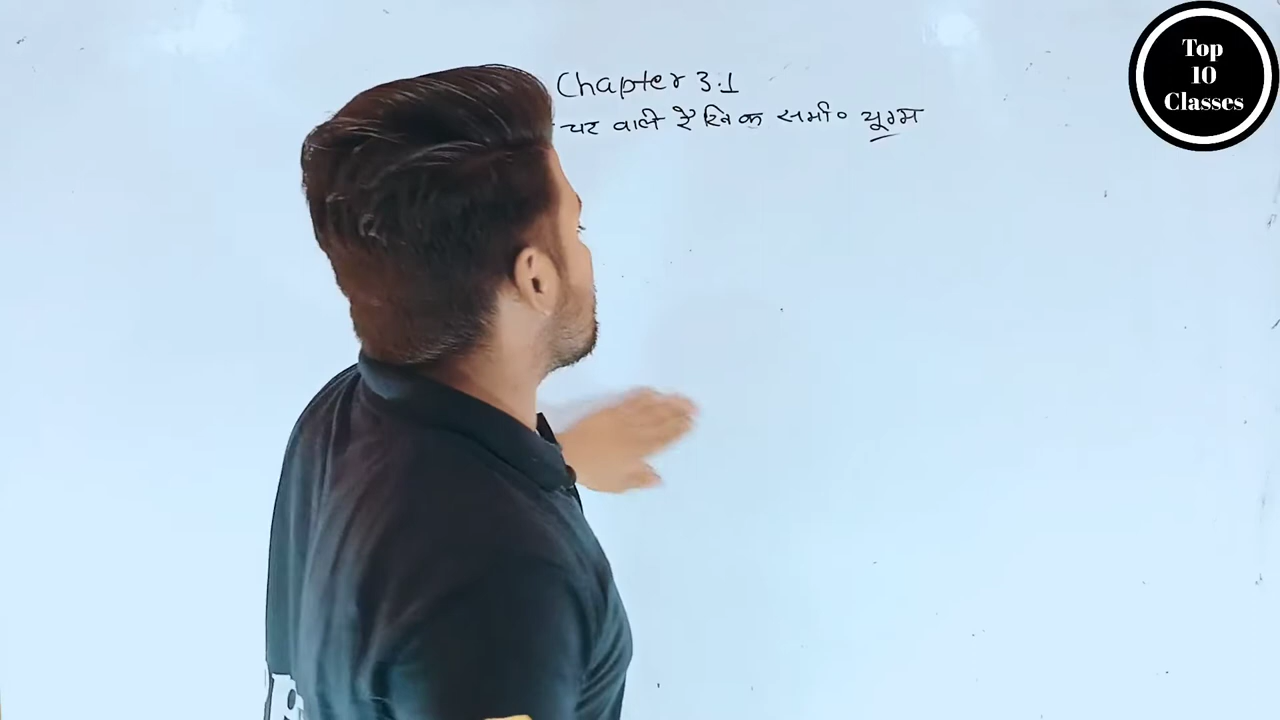 Chapter 3.1
चर वाले रैखिक समी० यूग्म
Top
10
Classes